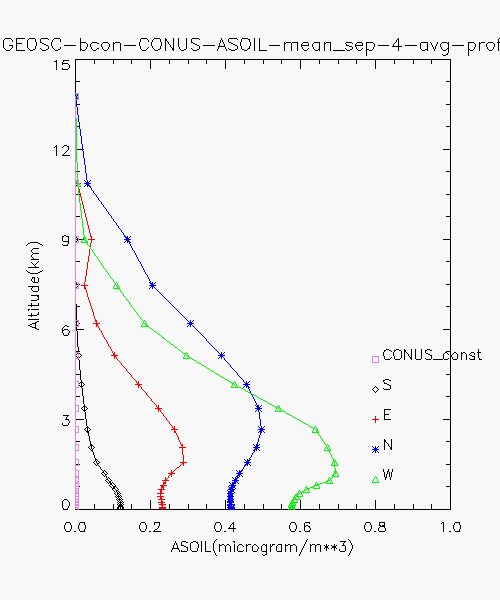 GEOSC-bcon-CONUS-ASOIL-mean_sep-4-avg-prof
15
12
9
6
3
0
Altitude(km)
CONUS_const
S
E
N
W
0.0 0.2 0.4 0.6 0.8 1.0
ASOIL(microgram/m**3)